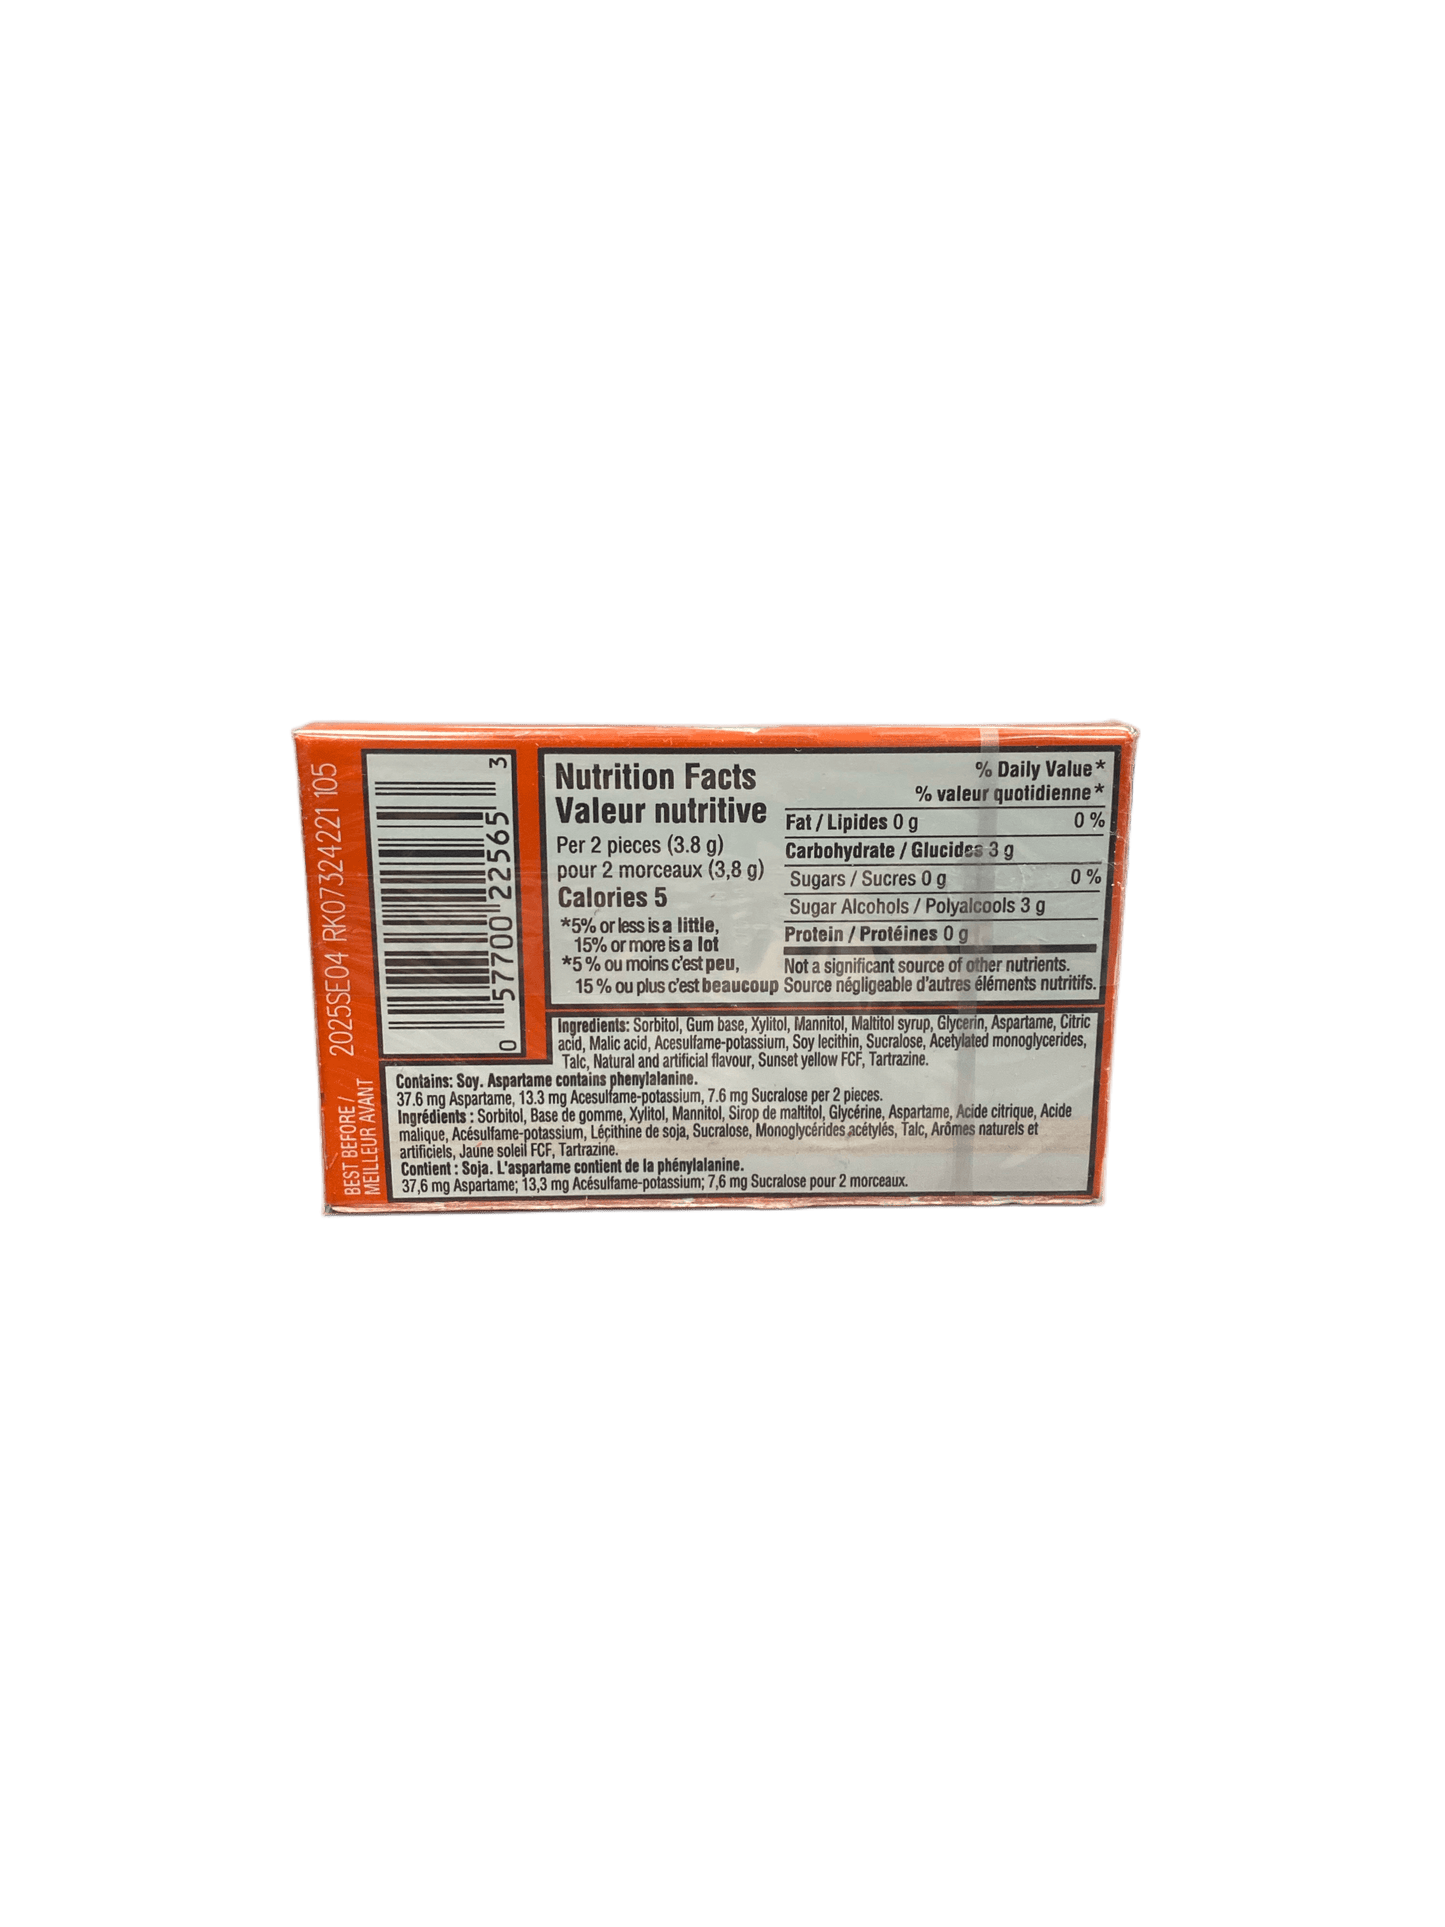 2025SE04 RK07324221 105
BEST BEFORE /
MEILLEUR AVANT
0 57700 22565 3
Nutrition Facts
Valeur nutritive
Per 2 pieces (3.8 g)
pour 2 morceaux (3,8 g)
Calories 5
*5% or less is a little,
15% or more is a lot
*5 % ou moins c'est peu,
15 % ou plus c'est beaucoup
% Daily Value*
% valeur quotidienne*
Fat / Lipides 0 g 0 %
Carbohydrate / Glucides 3 g
Sugars / Sucres 0 g 0 %
Sugar Alcohols / Polyalcools 3 g
Protein / Protéines 0 g
Not a significant source of other nutrients.
Source négligeable d'autres éléments nutritifs.
Ingredients: Sorbitol, Gum base, Xylitol, Mannitol, Maltitol syrup, Glycerin, Aspartame, Citric
acid, Malic acid, Acesulfame-potassium, Soy lecithin, Sucralose, Acetylated monoglycerides,
Talc, Natural and artificial flavour, Sunset yellow FCF, Tartrazine.
Contains: Soy. Aspartame contains phenylalanine.
37.6 mg Aspartame, 13.3 mg Acesulfame-potassium, 7.6 mg Sucralose per 2 pieces.
Ingrédients : Sorbitol, Base de gomme, Xylitol, Mannitol, Sirop de maltitol, Glycérine, Aspartame, Acide citrique, Acide
malique, Acésulfame-potassium, Lécithine de soja, Sucralose, Monoglycérides acétylés, Talc, Arômes naturels et
artificiels, Jaune soleil FCF, Tartrazine.
Contient : Soja. L'aspartame contient de la phénylalanine.
37,6 mg Aspartame; 13,3 mg Acésulfame-potassium; 7,6 mg Sucralose pour 2 morceaux.